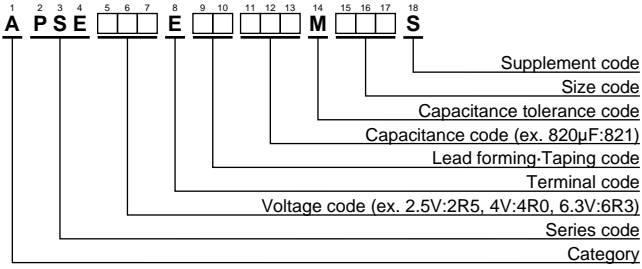 1 2 3 4 5 6 7 8 9 10 11 12 13 14 15 16 17 18
A P S E □□□ E □□ □□□ M □□□ S
Supplement code
Size code
Capacitance tolerance code
Capacitance code (ex. 820µF:821)
Lead forming·Taping code
Terminal code
Voltage code (ex. 2.5V:2R5, 4V:4R0, 6.3V:6R3)
Series code
Category